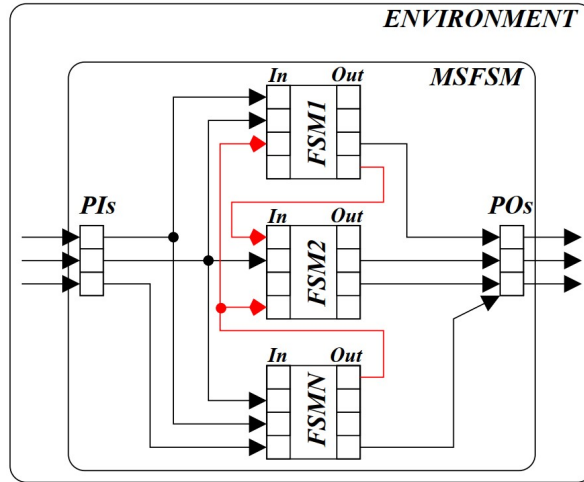 ENVIRONMENT
MSFSM
In Out
FSM1
PIs
In Out
FSM2
POs
In Out
FSMN